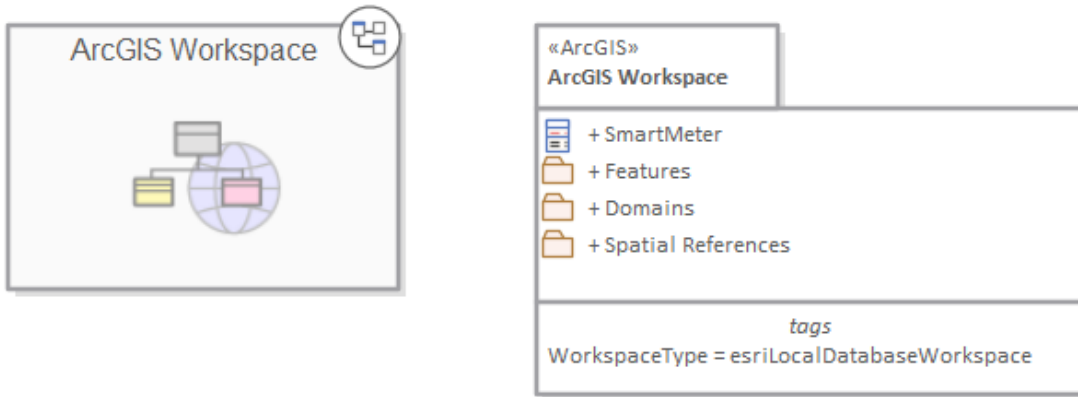 ArcGIS Workspace
«ArcGIS»
ArcGIS Workspace
+ SmartMeter
+ Features
+ Domains
+ Spatial References
tags
WorkspaceType = esriLocalDatabaseWorkspace